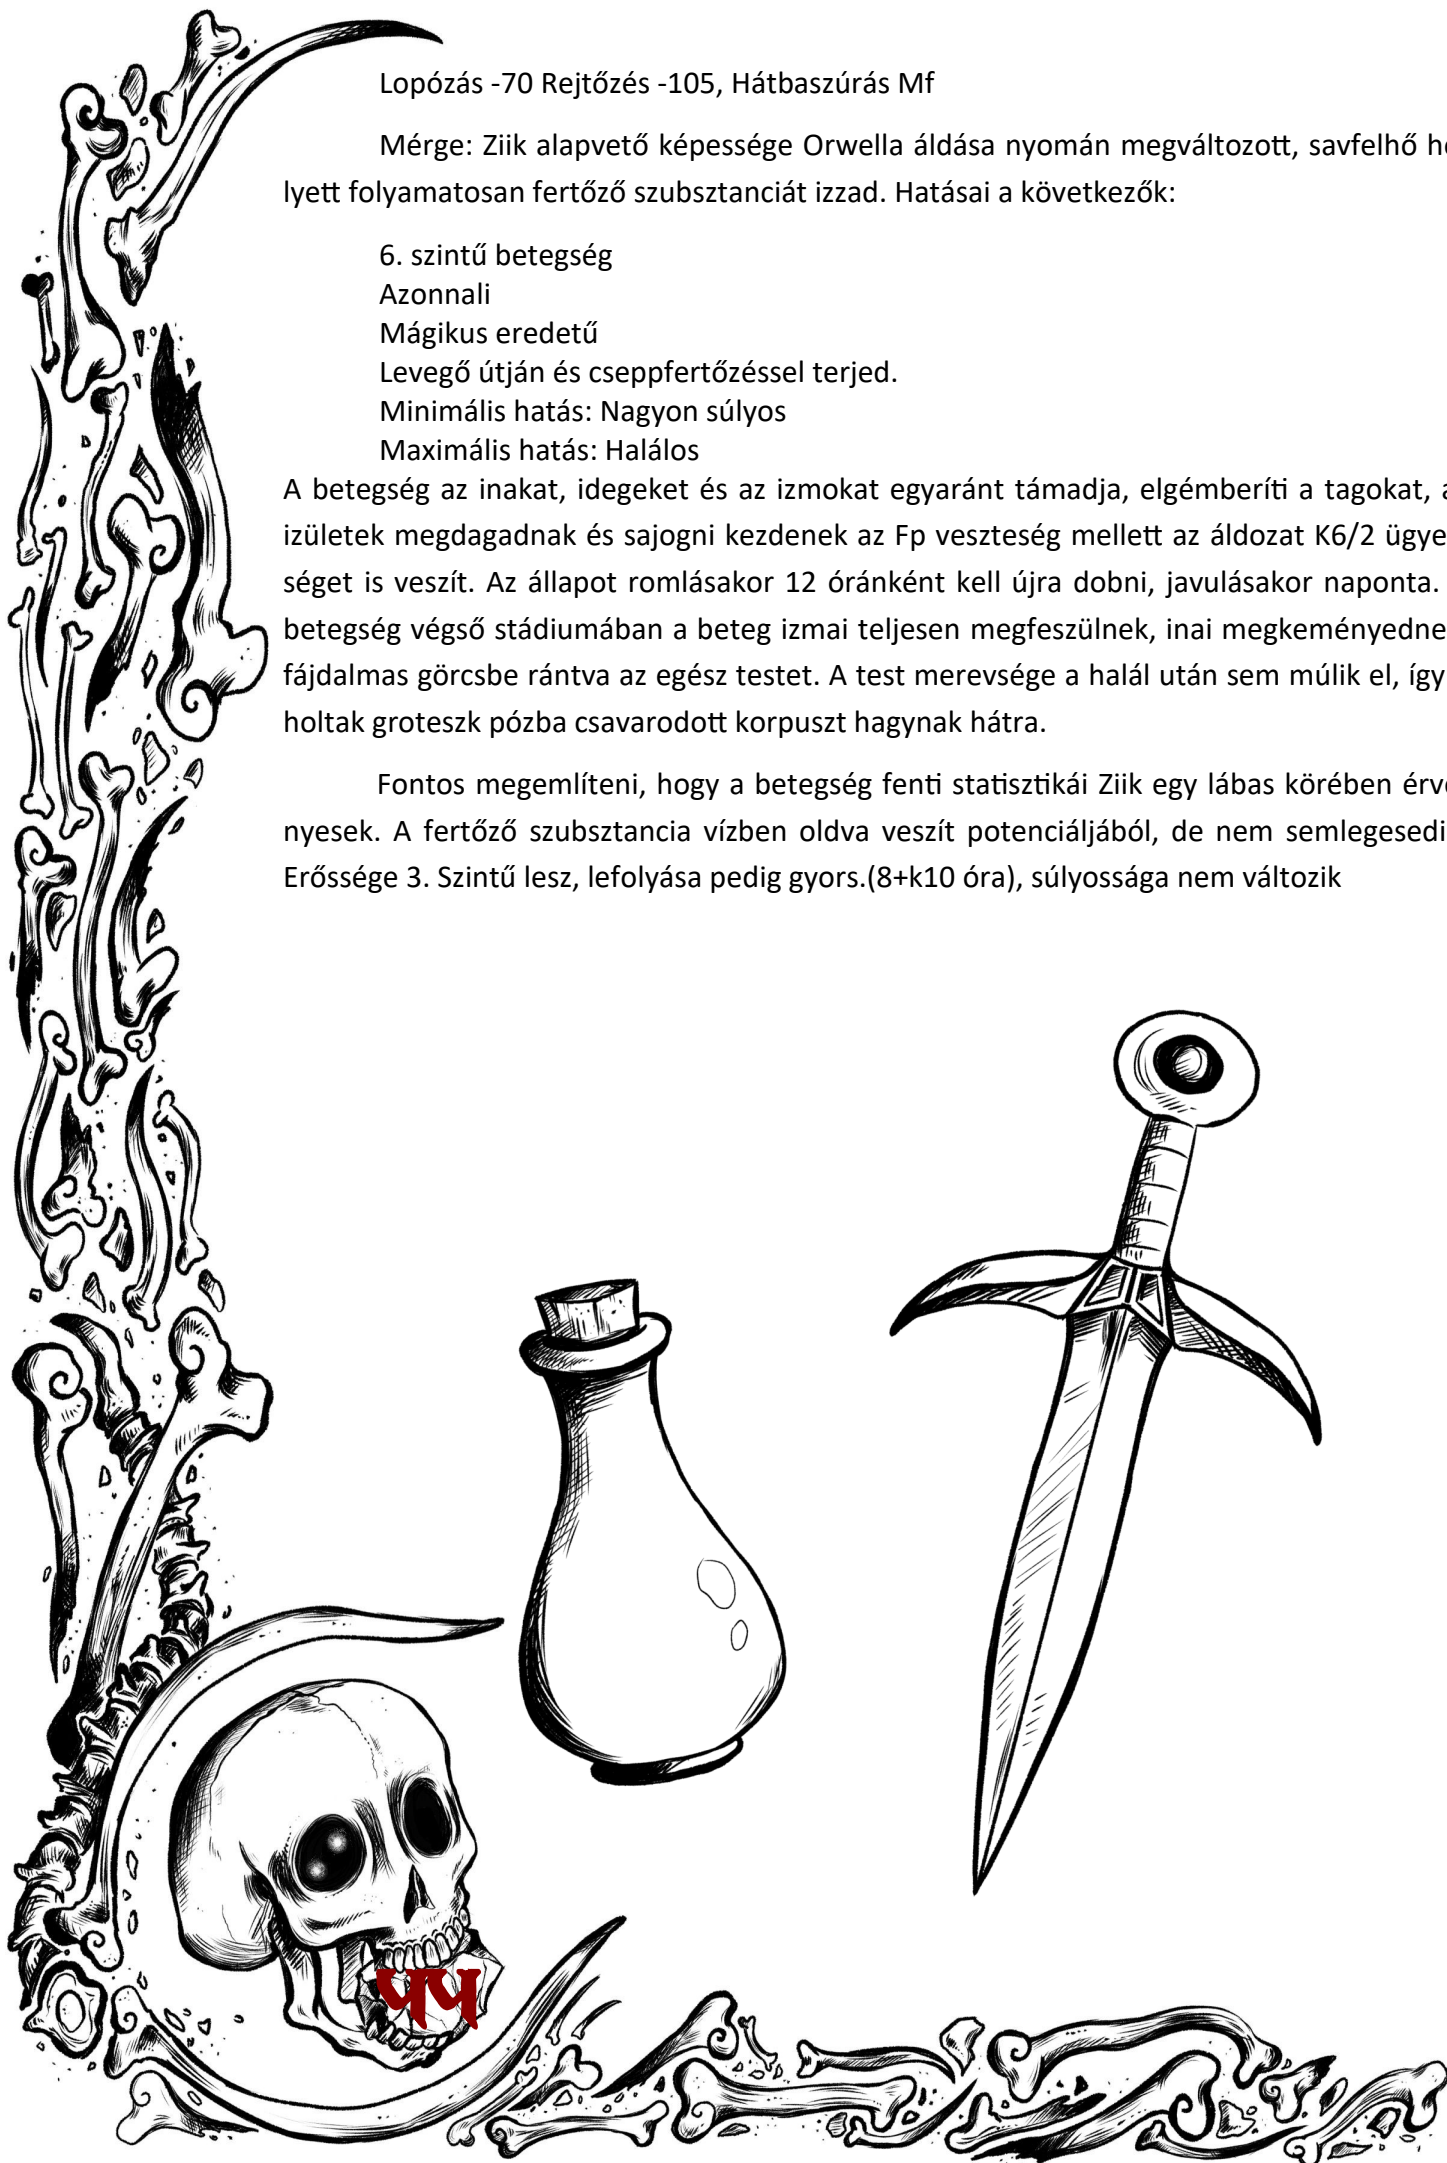 Lopózás -70 Rejtőzés -105, Hátbaszúrás Mf
Mérge: Ziik alapvető képessége Orwella áldása nyomán megváltozott, savfelhő he
lyett folyamatosan fertőző szubsztanciát izzad. Hatásai a következők:
6. szintű betegség
Azonnali
Mágikus eredetű
Levegő útján és cseppfertőzéssel terjed.
Minimális hatás: Nagyon súlyos
Maximális hatás: Halálos
A betegség az inakat, idegeket és az izmokat egyaránt támadja, elgémberíti a tagokat, a
izületek megdagadnak és sajogni kezdenek az Fp veszteség mellett az áldozat K6/2 ügye
séget is veszít. Az állapot romlásakor 12 óránként kell újra dobni, javulásakor naponta.
betegség végső stádiumában a beteg izmai teljesen megfeszülnek, inai megkeményedne
fájdalmas görcsbe rántva az egész testet. A test merevsége a halál után sem múlik el, így
holtak groteszk pózba csavarodott korpuszt hagynak hátra.
Fontos megemlíteni, hogy a betegség fenti statisztikái Ziik egy lábas körében érvé
nyesek. A fertőző szubsztancia vízben oldva veszít potenciáljából, de nem semlegesedi
Erőssége 3. Szintű lesz, lefolyása pedig gyors.(8+k10 óra), súlyossága nem változik